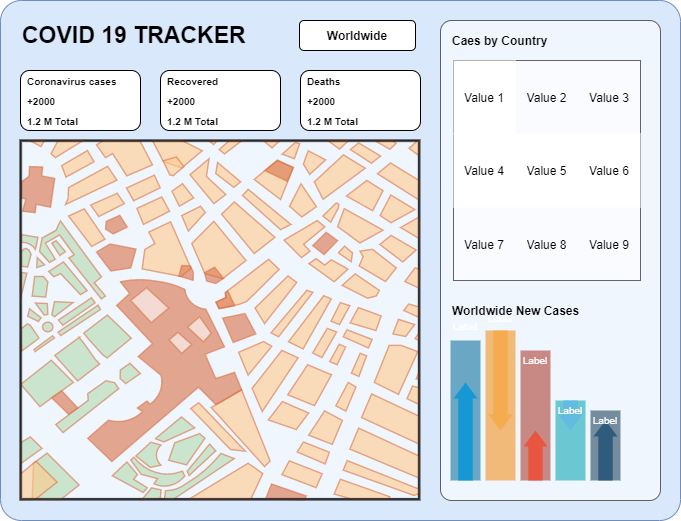 COVID 19 TRACKER
Worldwide
Coronavirus cases
+2000
1.2 M Total
Recovered
+2000
1.2 M Total
Deaths
+2000
1.2 M Total
Caes by Country
Value 1 Value 2 Value 3
Value 4 Value 5 Value 6
Value 7 Value 8 Value 9
Worldwide New Cases
Label
Label
Label
Label